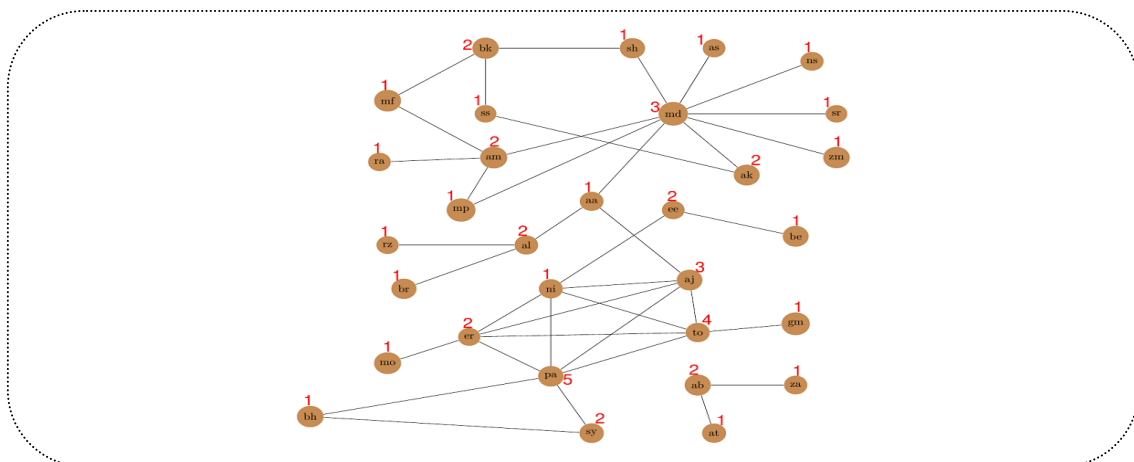 1 1 1
2 bk sh as 1
ns
1
mf 1 3 1
ss md sr
1 2 1
ra am 2 zm
ak
1 1 2
mp aa ee 1
1 2 be
rz al
1 1 3
br ni aj 1
2 4 gm
er to
1
mo pa 5 2 1
ab za
1
bh 2 1
sy at